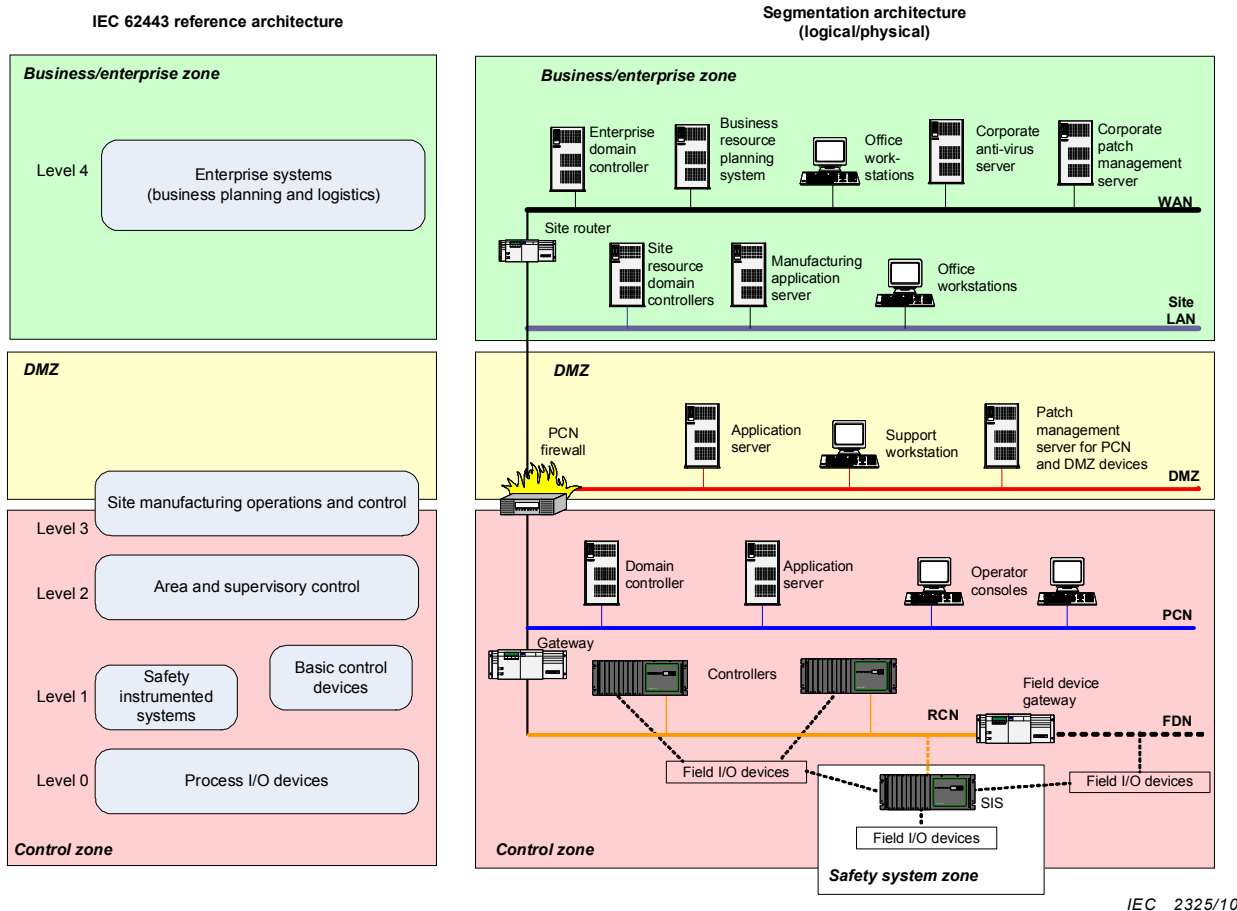 IEC 62443 reference architecture
Segmentation architecture
(logical/physical)
Business/enterprise zone
Level 4
Enterprise systems
(business planning and logistics)
DMZ
Site manufacturing operations and control
Level 3
Area and supervisory control
Level 2
Safety
instrumented
systems
Basic control
devices
Level 1
Level 0
Process I/O devices
Control zone
Business/enterprise zone
Enterprise
domain
controller
Business
resource
planning
system
Office
work-
stations
Corporate
anti-virus
server
Corporate
patch
management
server
WAN
Site router
Site
resource
domain
controllers
Manufacturing
application
server
Office
workstations
Site
LAN
DMZ
PCN
firewall
Application
server
Support
workstation
Patch
management
server for PCN
and DMZ devices
DMZ
Domain
controller
Application
server
Operator
consoles
PCN
Gateway
Controllers
Field device
gateway
RCN
FDN
Field I/O devices
SIS
Field I/O devices
Field I/O devices
Control zone
Safety system zone
IEC 2325/10